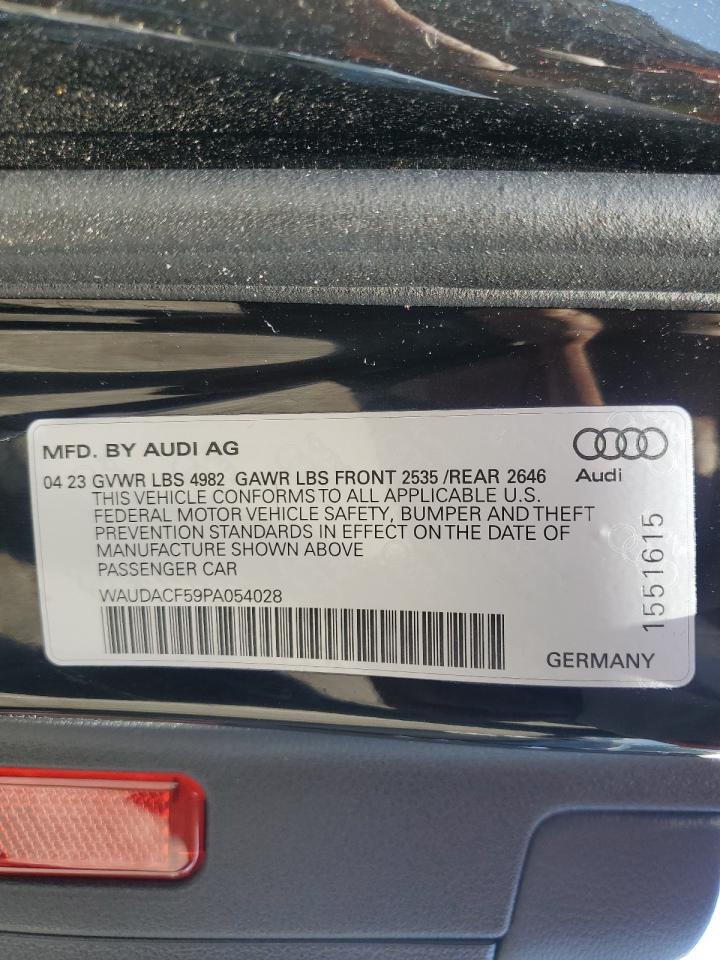 MFD. BY AUDI AG
04 23 GVWR LBS 4982 GAWR LBS FRONT 2535 /REAR 2646
Audi
THIS VEHICLE CONFORMS TO ALL APPLICABLE U.S.
FEDERAL MOTOR VEHICLE SAFETY, BUMPER AND THEFT
PREVENTION STANDARDS IN EFFECT ON THE DATE OF
MANUFACTURE SHOWN ABOVE
PASSENGER CAR
WAUDACF59PA054028
GERMANY
1551615